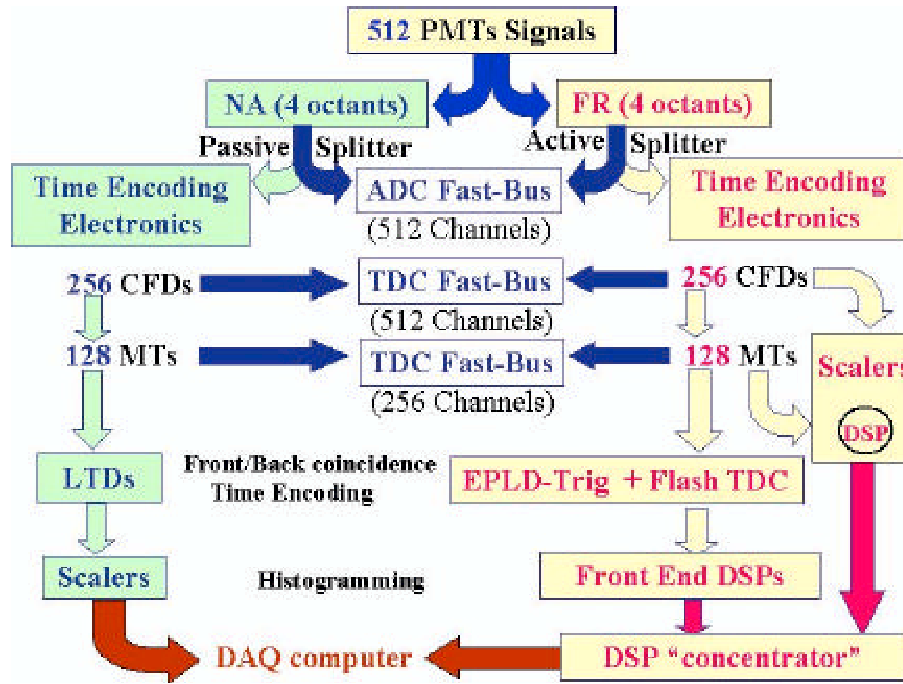 512 PMTs Signals
NA (4 octants)
FR (4 octants)
Passive Splitter
Active Splitter
Time Encoding
Electronics
ADC Fast-Bus
(512 Channels)
Time Encoding
Electronics
256 CFDs
TDC Fast-Bus
(512 Channels)
256 CFDs
128 MTs
TDC Fast-Bus
(256 Channels)
128 MTs
Scalers
DSP
LTDs
Front/Back coincidence
Time Encoding
EPLD-Trig + Flash TDC
Scalers
Histogramming
Front End DSPs
DAQ computer
DSP “concentrator”